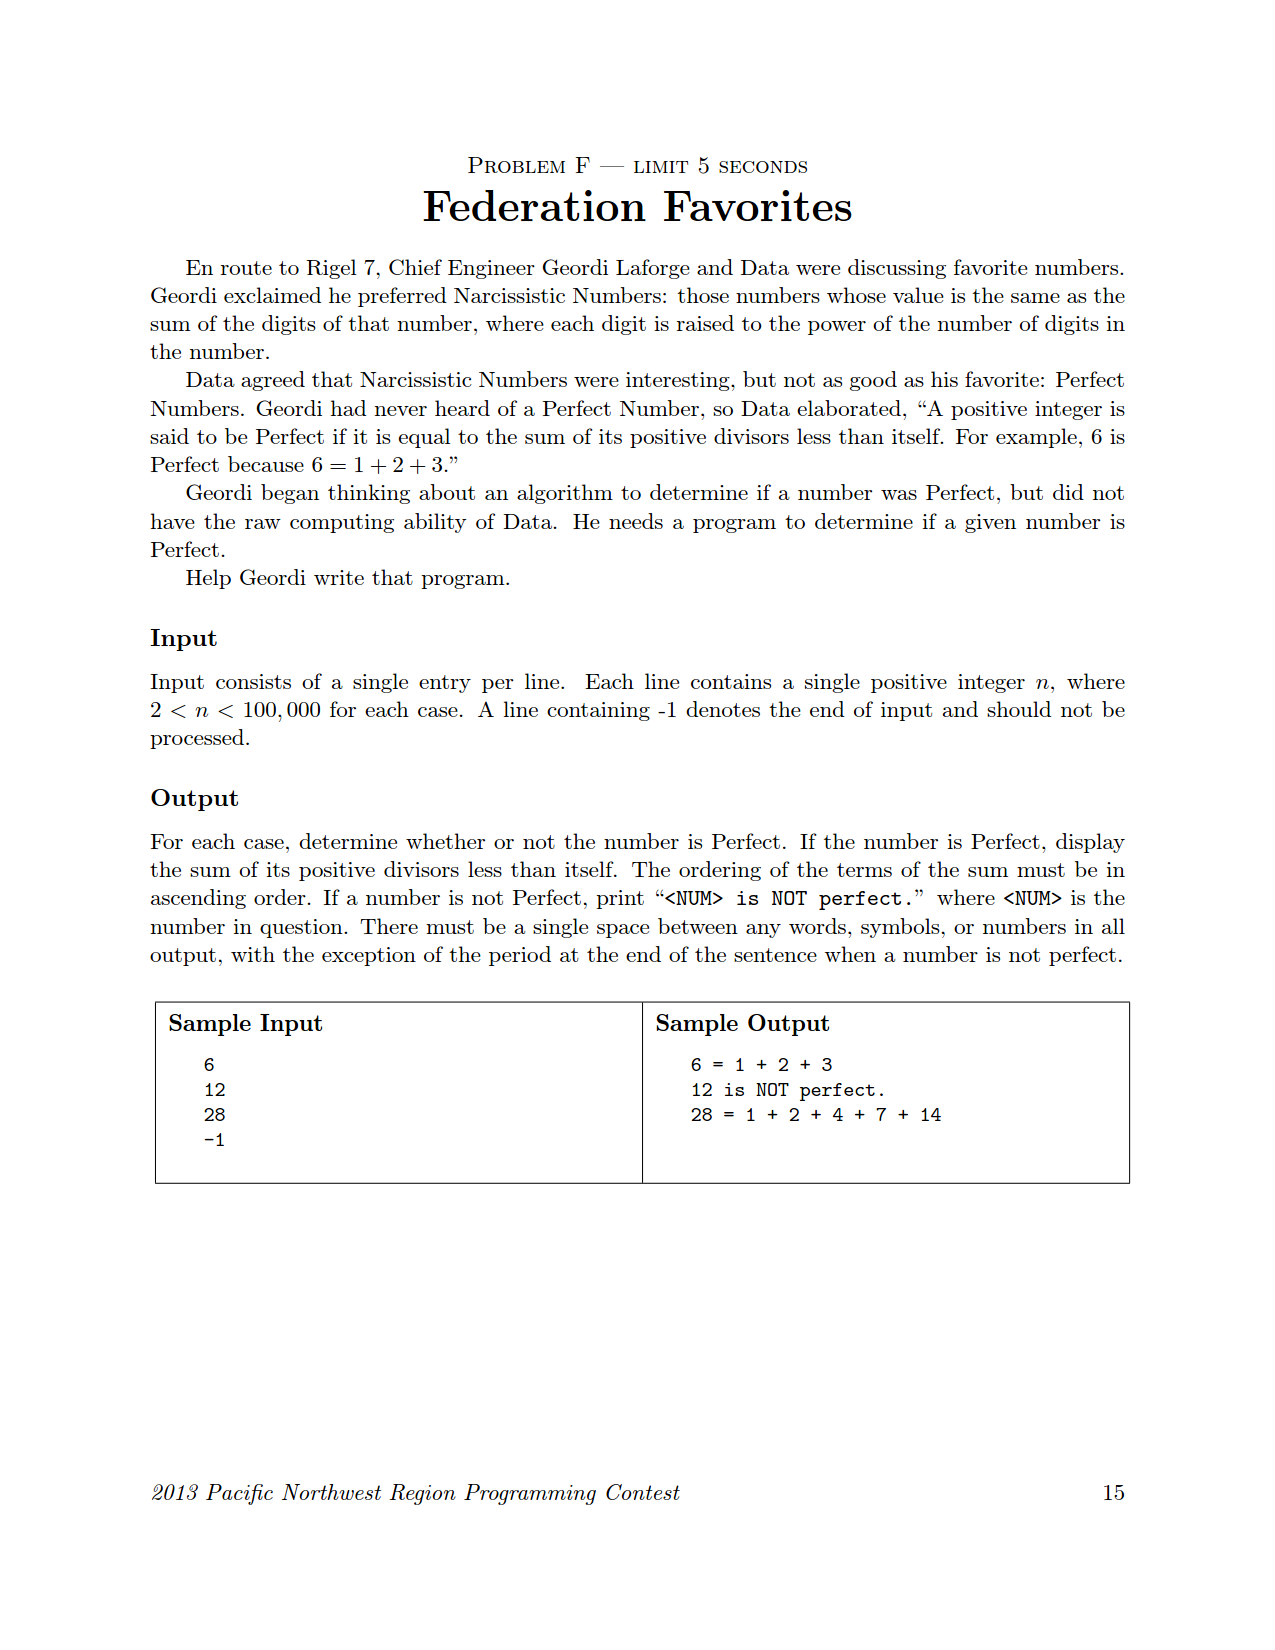 Problem F — limit 5 seconds
Federation Favorites
En route to Rigel 7, Chief Engineer Geordi Laforge and Data were discussing favorite numbers.
Geordi exclaimed he preferred Narcissistic Numbers: those numbers whose value is the same as the
sum of the digits of that number, where each digit is raised to the power of the number of digits in
the number.
Data agreed that Narcissistic Numbers were interesting, but not as good as his favorite: Perfect
Numbers. Geordi had never heard of a Perfect Number, so Data elaborated, “A positive integer is
said to be Perfect if it is equal to the sum of its positive divisors less than itself. For example, 6 is
Perfect because 6 = 1 + 2 + 3.”
Geordi began thinking about an algorithm to determine if a number was Perfect, but did not
have the raw computing ability of Data. He needs a program to determine if a given number is
Perfect.
Help Geordi write that program.
Input
Input consists of a single entry per line. Each line contains a single positive integer n, where
2 < n < 100, 000 for each case. A line containing -1 denotes the end of input and should not be
processed.
Output
For each case, determine whether or not the number is Perfect. If the number is Perfect, display
the sum of its positive divisors less than itself. The ordering of the terms of the sum must be in
ascending order. If a number is not Perfect, print “<NUM> is NOT perfect.” where <NUM> is the
number in question. There must be a single space between any words, symbols, or numbers in all
output, with the exception of the period at the end of the sentence when a number is not perfect.
Sample Input
6
12
28
-1
Sample Output
6 = 1 + 2 + 3
12 is NOT perfect.
28 = 1 + 2 + 4 + 7 + 14
2013 Pacific Northwest Region Programming Contest 15